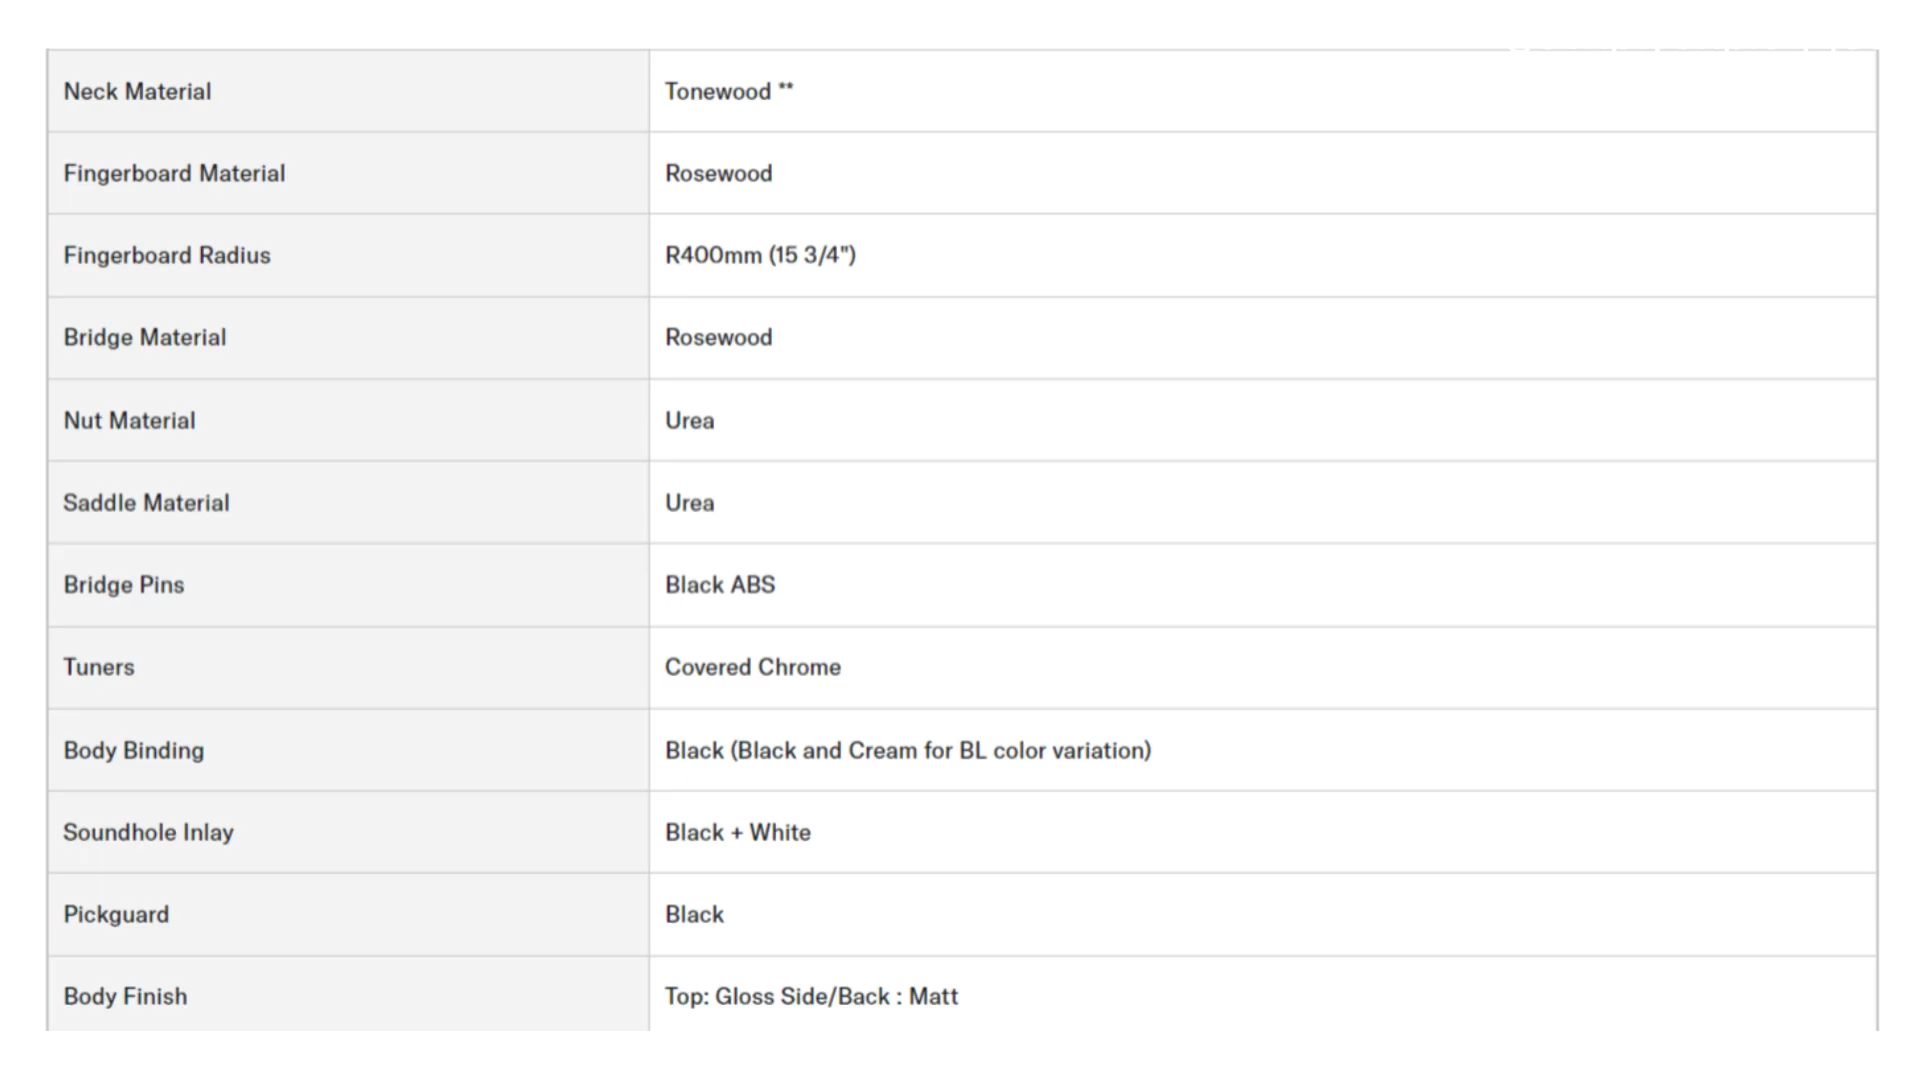 Neck Material Tonewood **
Fingerboard Material Rosewood
Fingerboard Radius R400mm (15 3/4")
Bridge Material Rosewood
Nut Material Urea
Saddle Material Urea
Bridge Pins Black ABS
Tuners Covered Chrome
Body Binding Black (Black and Cream for BL color variation)
Soundhole Inlay Black + White
Pickguard Black
Body Finish Top: Gloss Side/Back : Matt